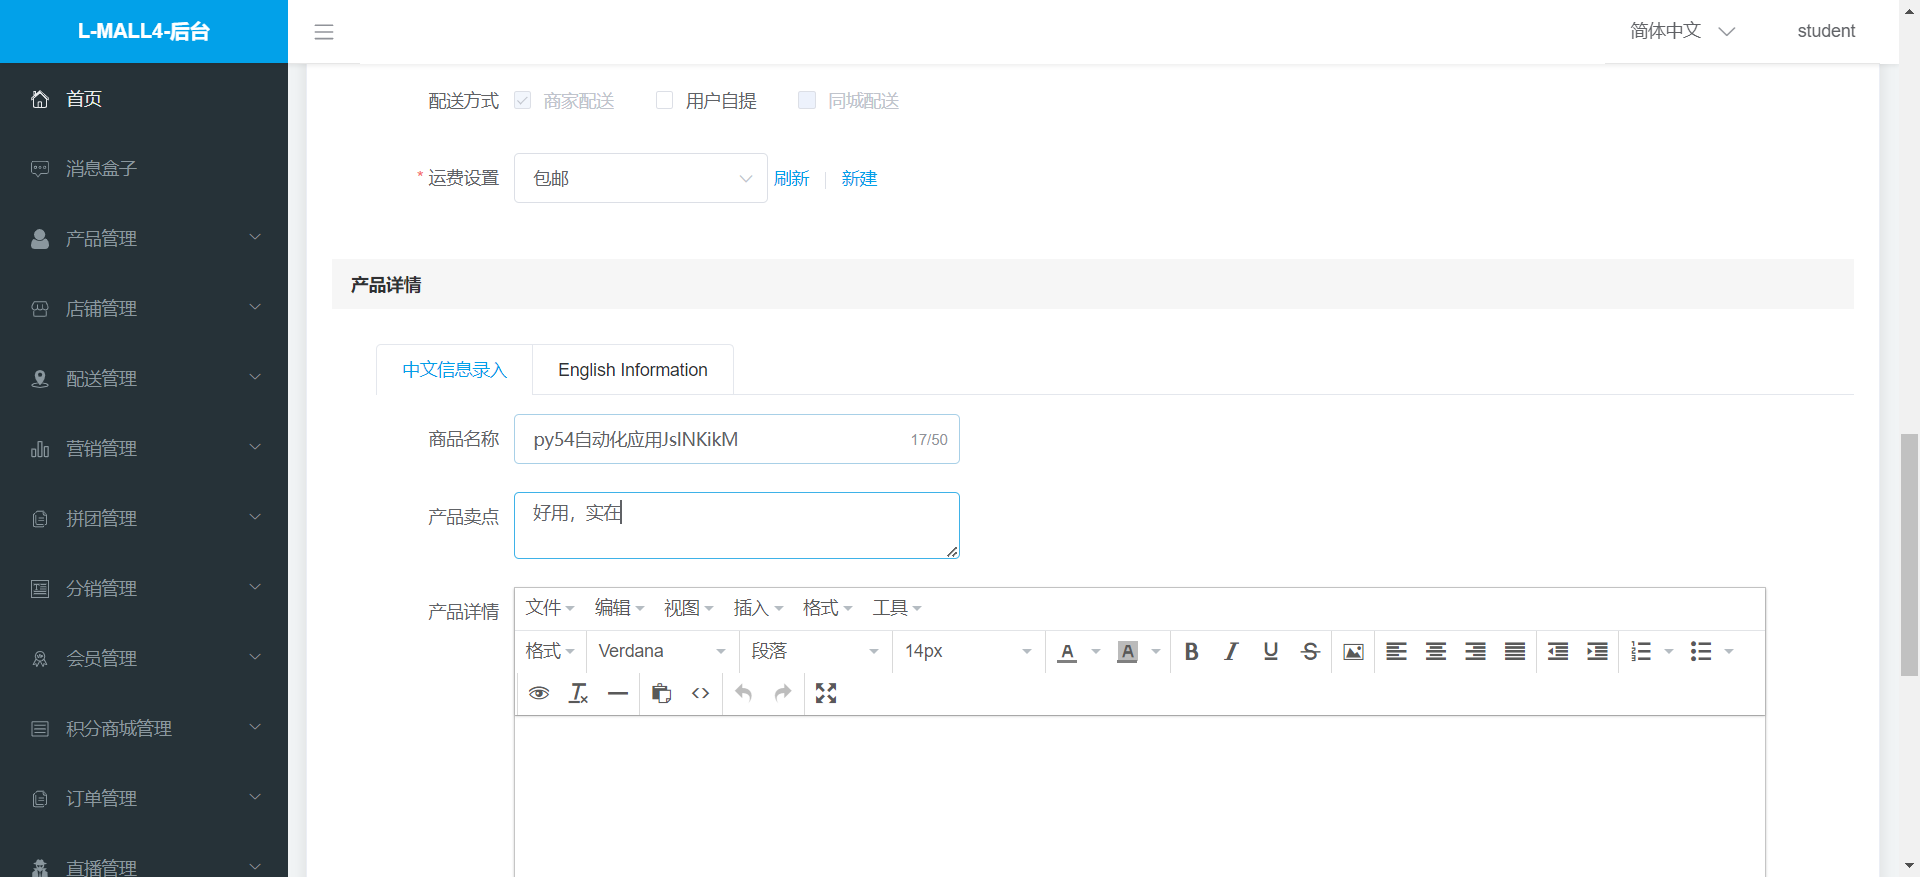 L-MALL4-后台
简体中文
student
首页
消息盒子
产品管理
店铺管理
配送管理
营销管理
拼团管理
分销管理
会员管理
积分商城管理
订单管理
直播管理
配送方式 商家配送 用户自提 同城配送
* 运费设置 包邮 刷新 新建
产品详情
中文信息录入 English Information
商品名称 py54自动化应用JsINKikM 17/50
产品卖点 好用，实在
产品详情 文件 编辑 视图 插入 格式 工具
格式 Verdana 段落 14px